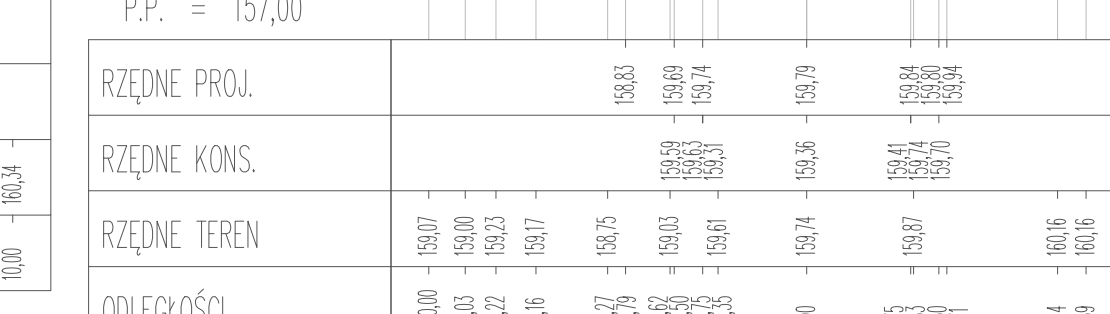 P.P. = 157,00
RZĘDNE PROJ. 158,83 159,69 159,74 159,79 159,84 159,80 159,94
RZĘDNE KONS. 159,59 159,63 159,31 159,36 159,41 159,74 159,70
RZĘDNE TEREN 159,07 159,00 159,23 159,17 158,75 159,03 159,61 159,74 159,87 160,16 160,16
ODLEGŁOŚCI
160,34
10,00